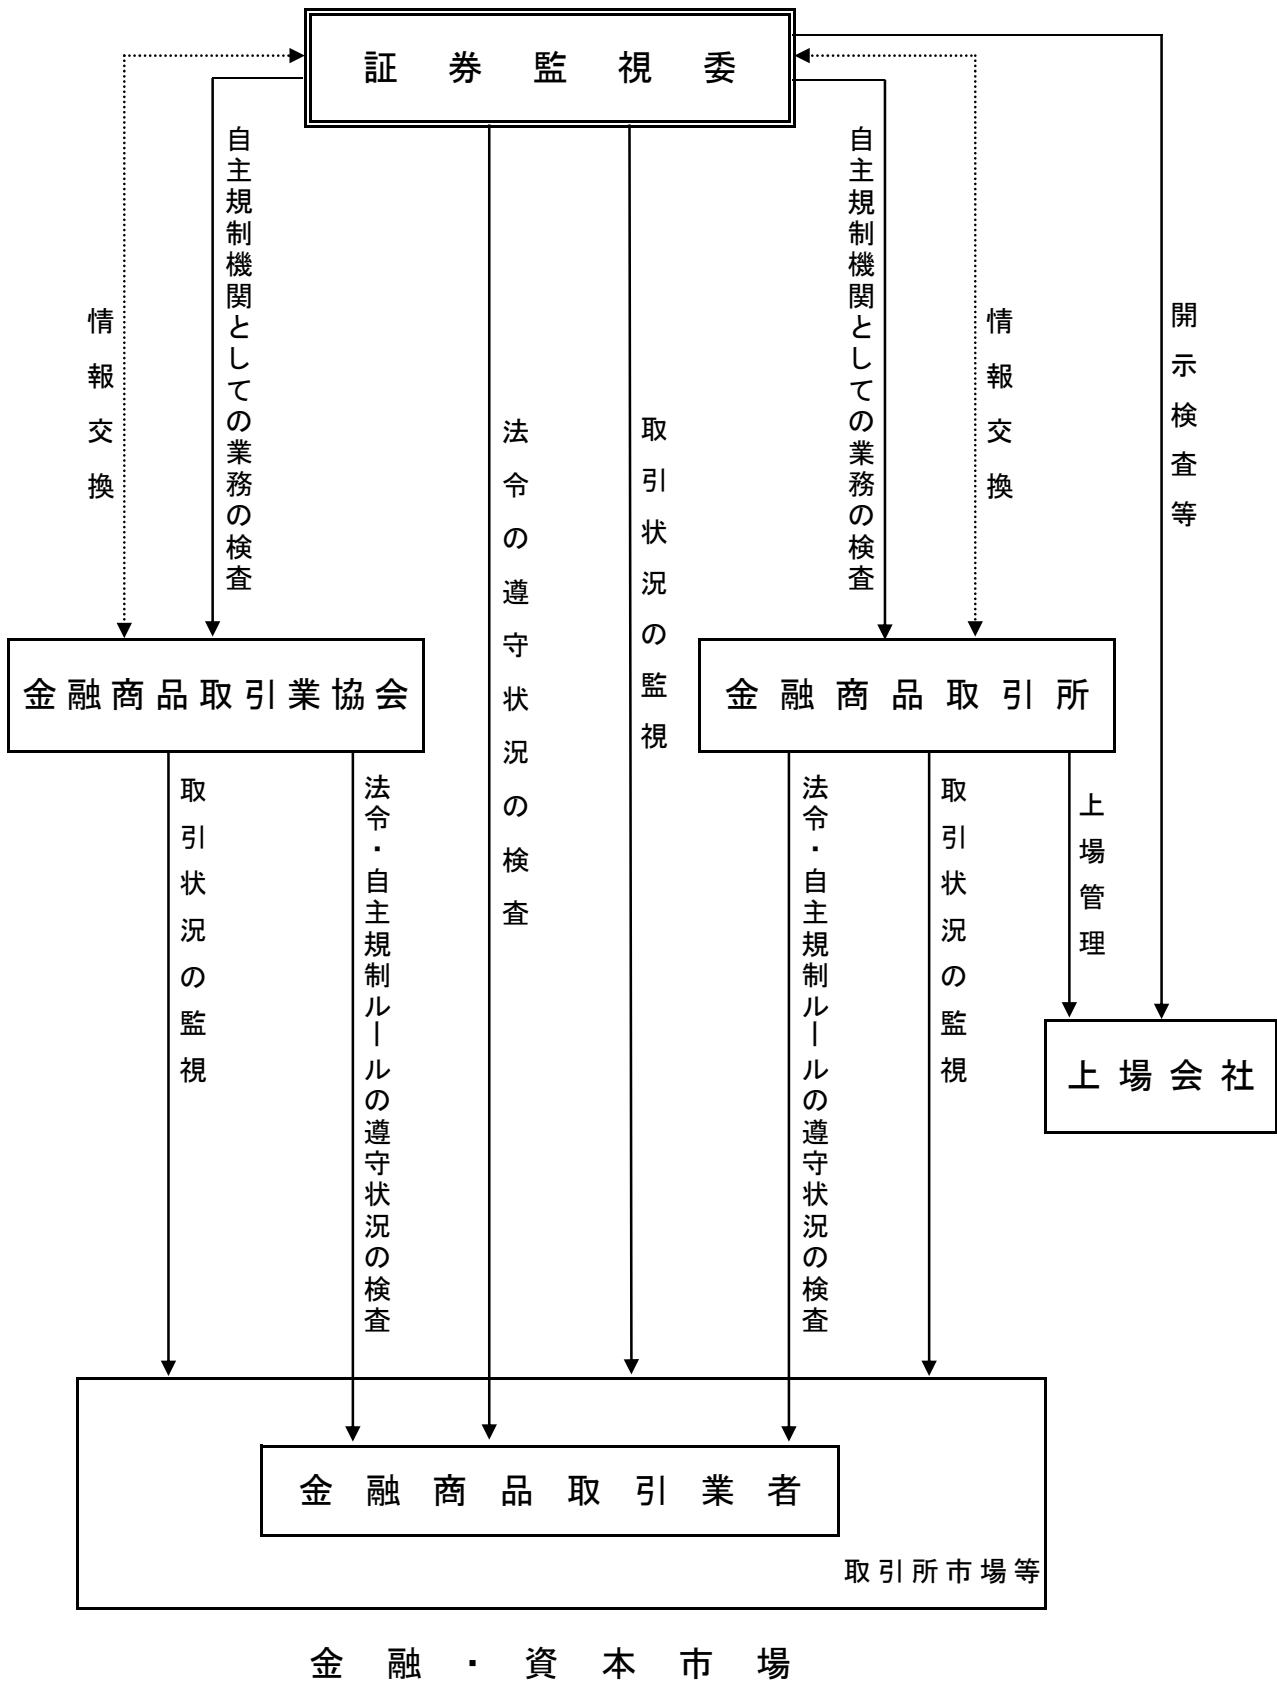 証券監視委
情報交換
自主規制機関としての業務の検査
法令の遵守状況の検査
取引状況の監視
自主規制機関としての業務の検査
情報交換
開示検査等
金融商品取引業協会
金融商品取引所
取引状況の監視
法令・自主規制ルールの遵守状況の検査
法令・自主規制ルールの遵守状況の検査
取引状況の監視
上場管理
上場会社
金融商品取引業者
取引所市場等
金融・資本市場